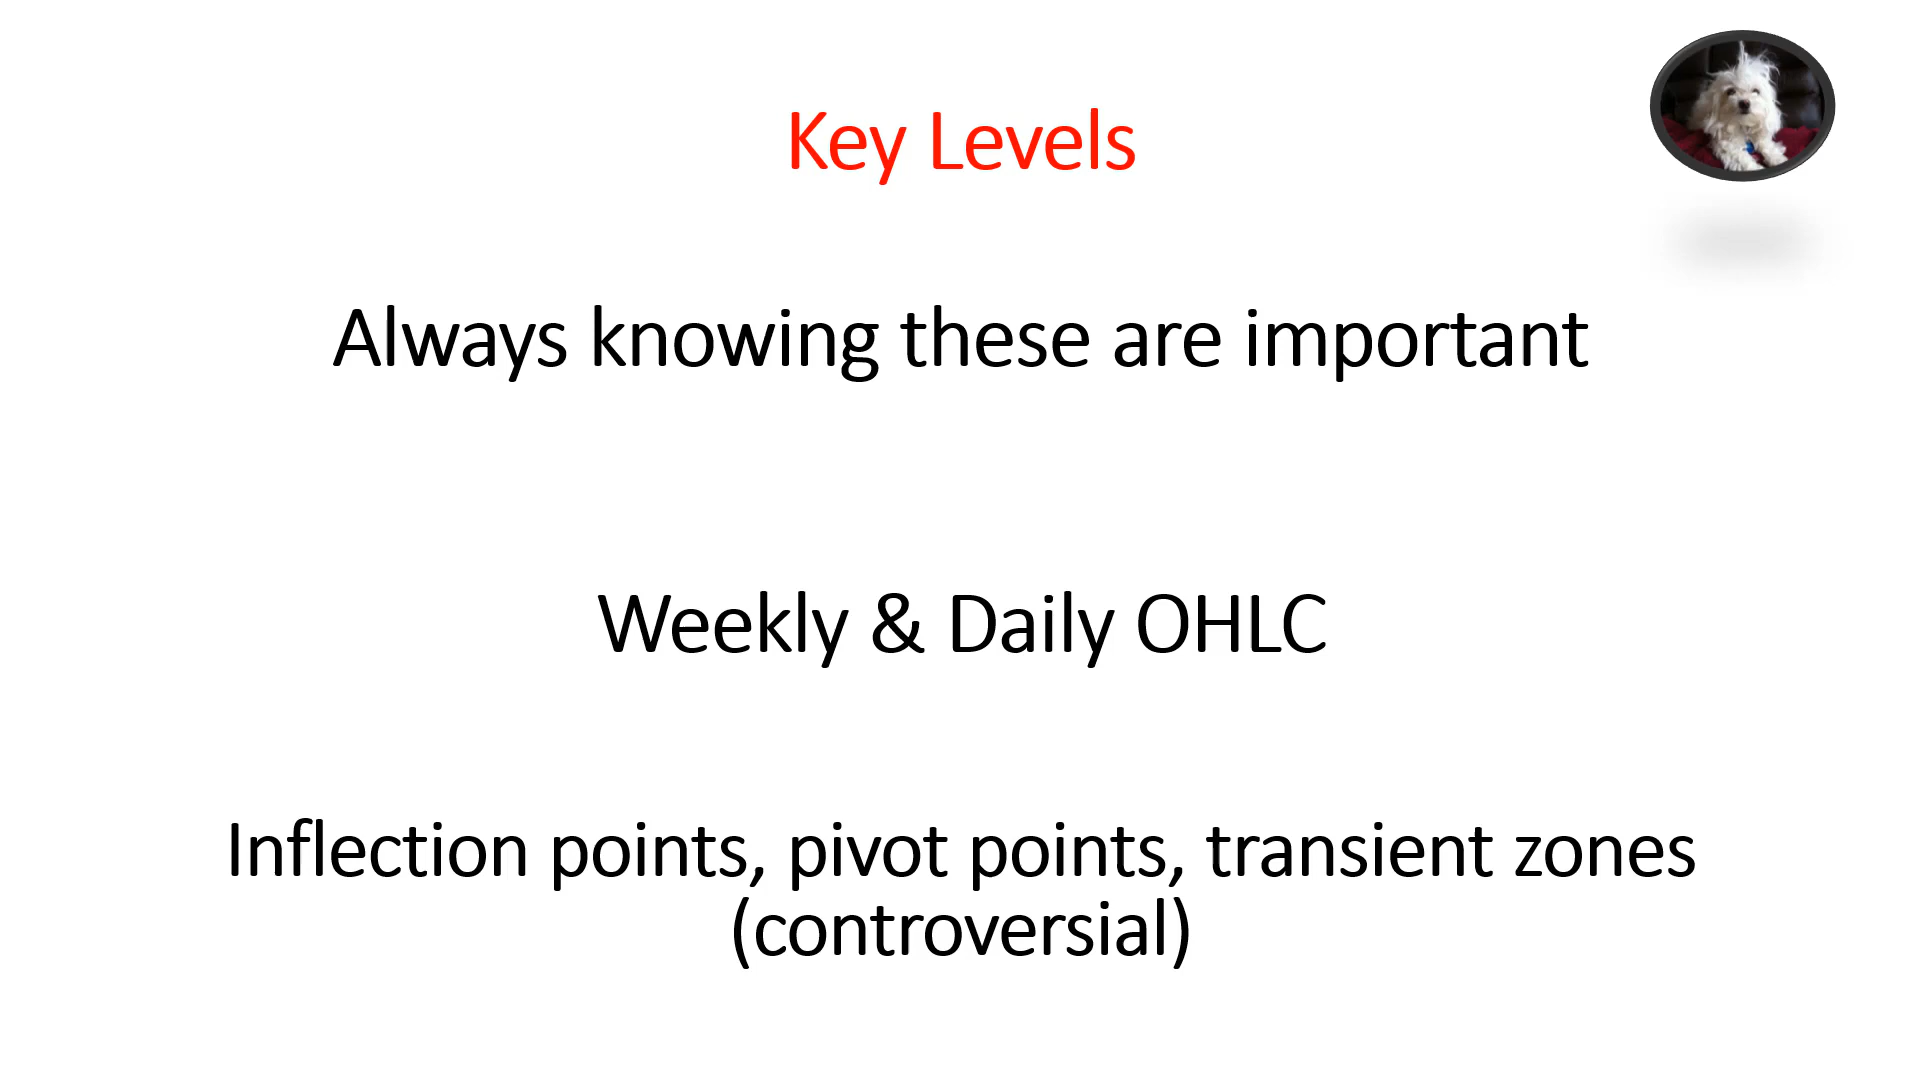 Key Levels
Always knowing these are important
Weekly & Daily OHLC
Inflection points, pivot points, transient zones
(controversial)